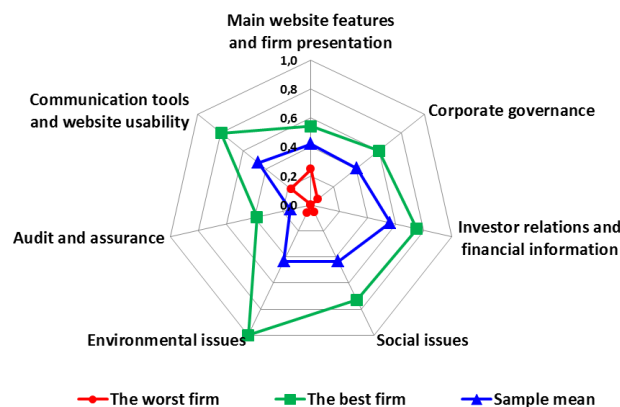 Main website features
and firm presentation
1,0
0,8
0,6
0,4
0,2
0,0
Communication tools
and website usability
Corporate governance
Audit and assurance
Investor relations and
financial information
Environmental issues
Social issues
The worst firm
The best firm
Sample mean